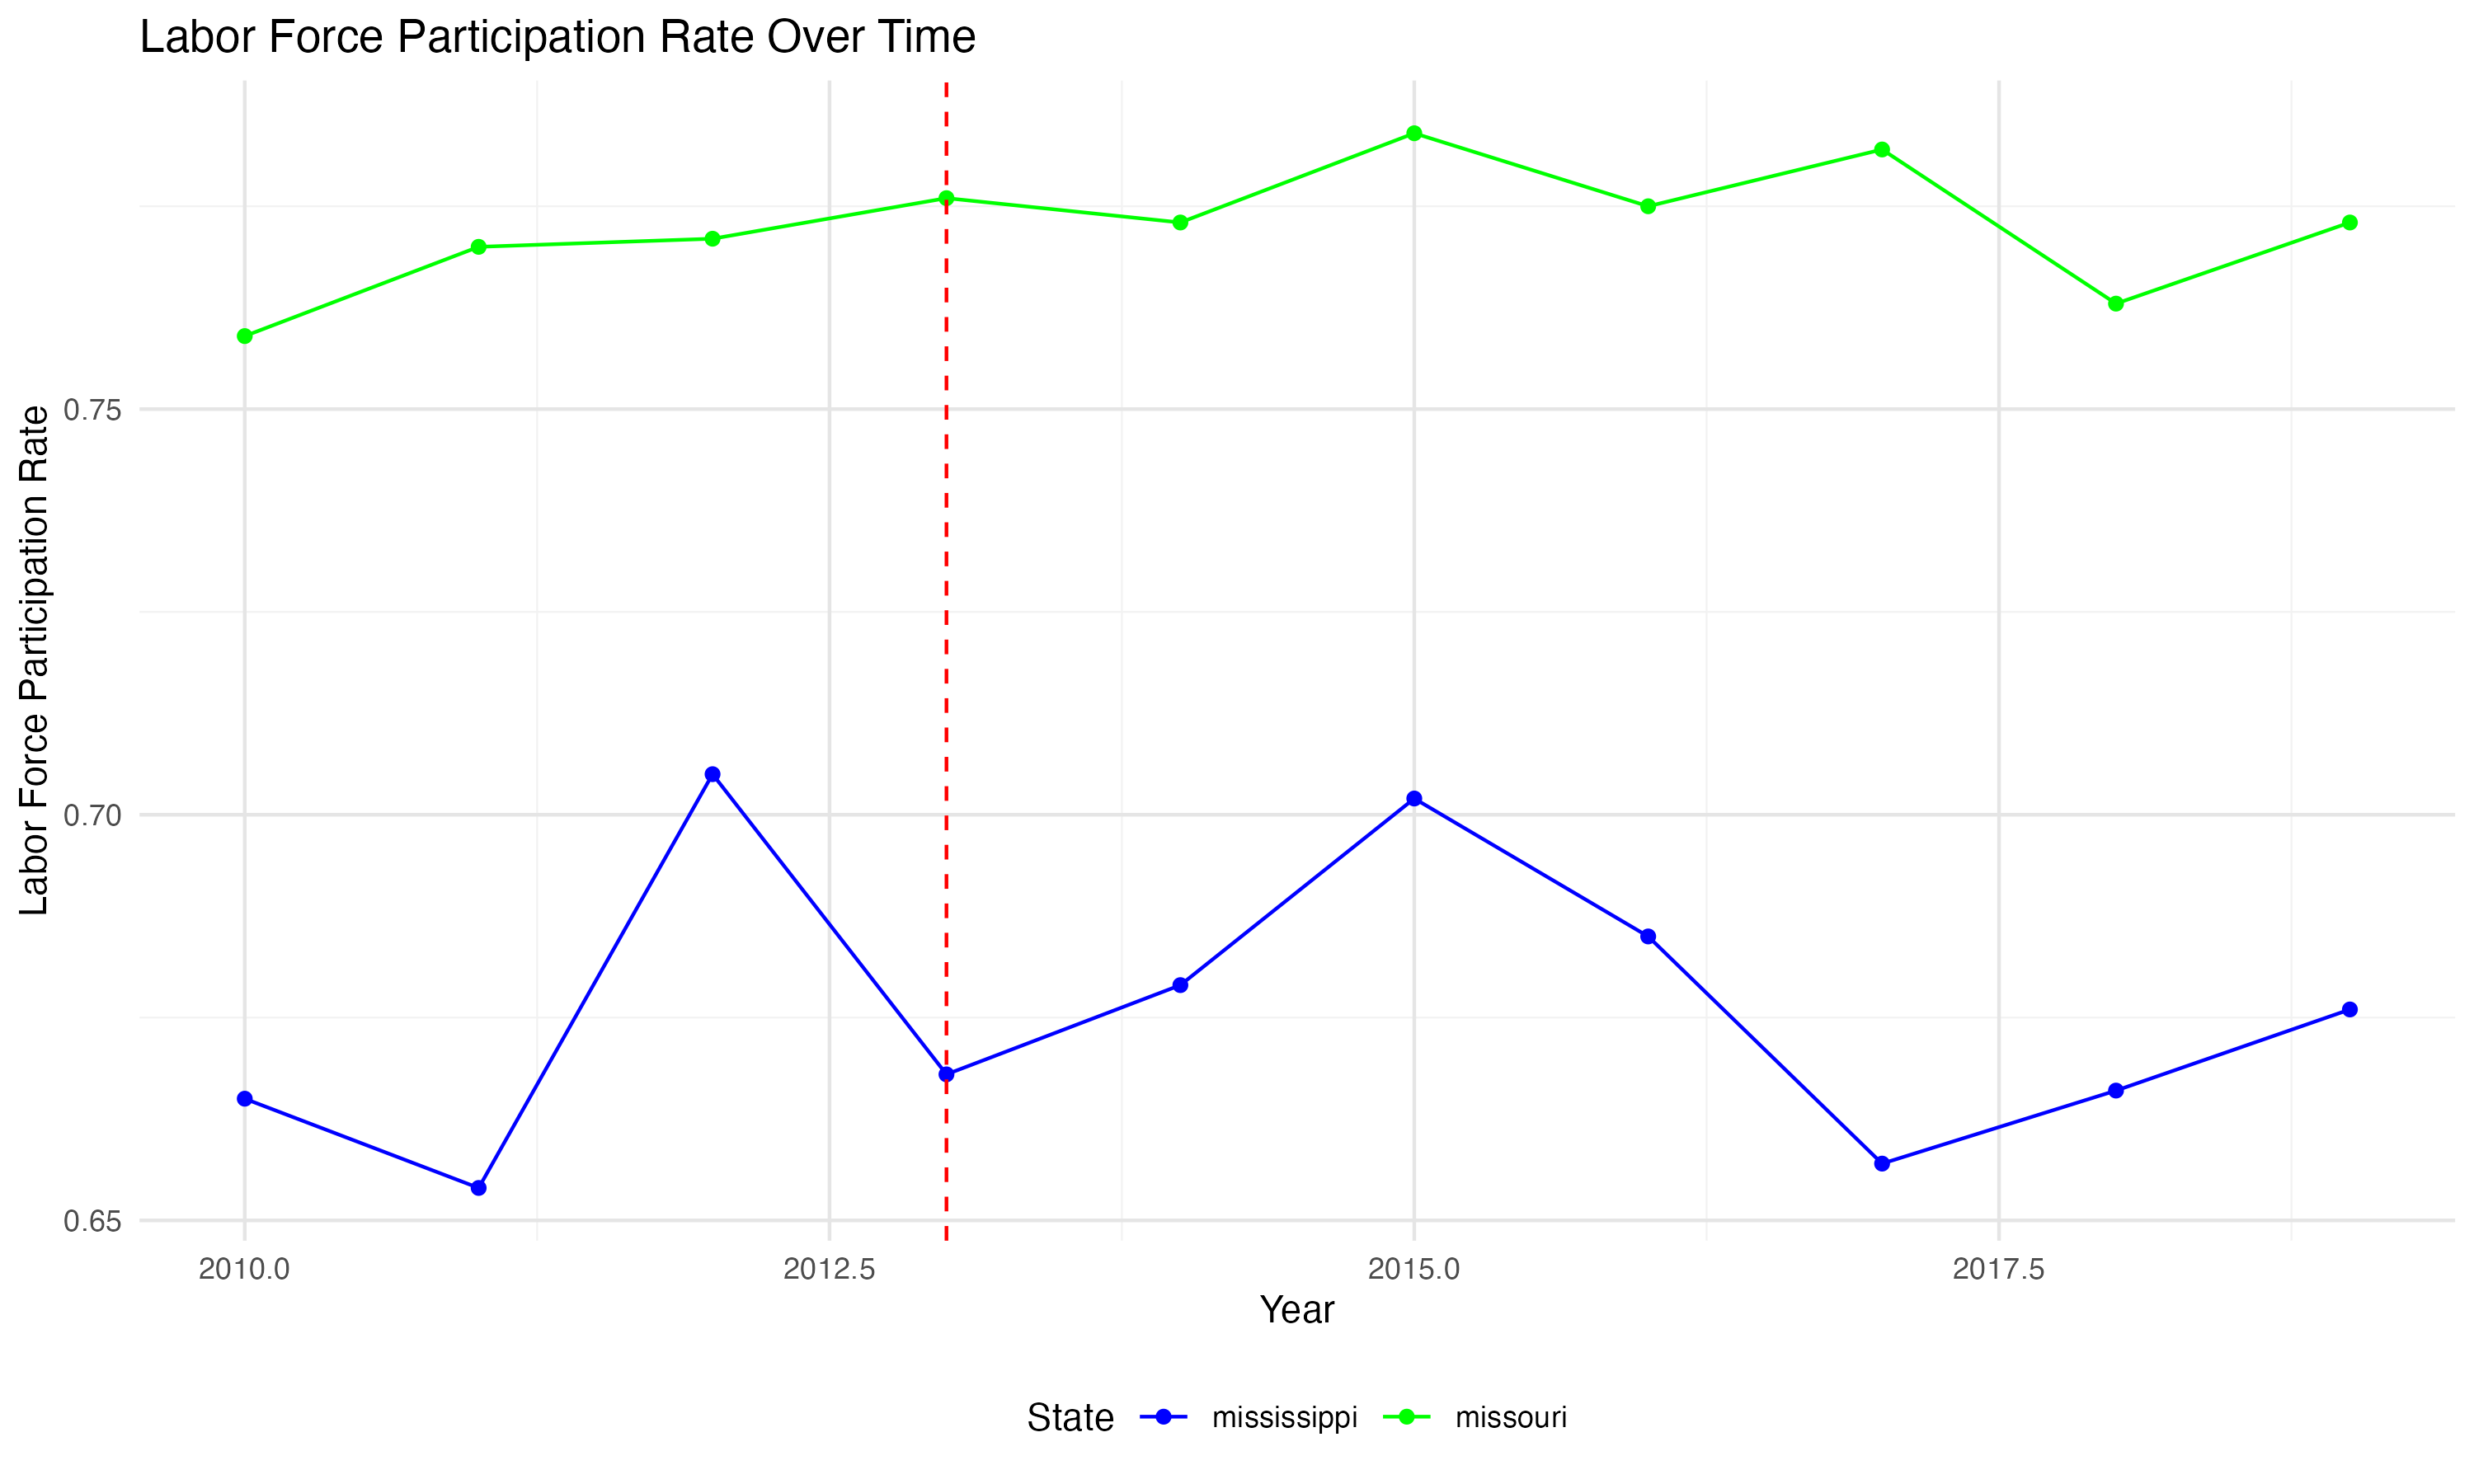 Labor Force Participation Rate Over Time
Labor Force Participation Rate
0.75
0.70
0.65
2010.0 2012.5 2015.0 2017.5
Year
State mississippi missouri